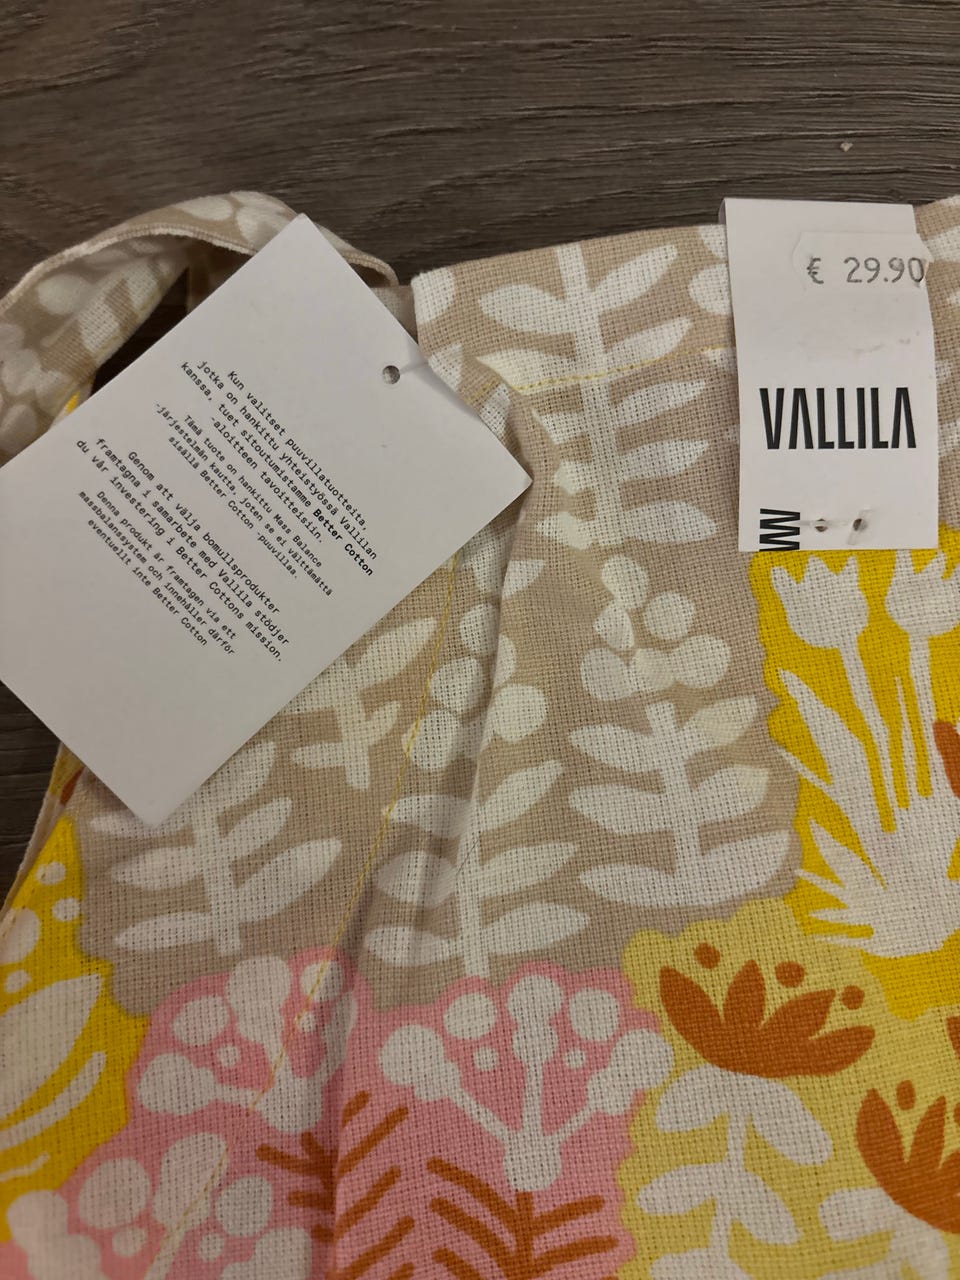 Kun valitset puuvillatuotteita,
jotka on hankittu yhteistyössä Vallilan
kanssa, tuet sitoutumistamme Better Cotton
-aloitteen tavoitteisiin.
Tämä tuote on hankittu Mass Balance
-järjestelmän kautta, joten se ei välttämättä
sisällä Better Cotton -puuvillaa.
Genom att välja bomullsprodukter
framtagna i samarbete med Vallila stödjer
du vår investering i Better Cottons mission.
Denna produkt är framtagen via ett
massbalanssystem och innehåller därför
eventuellt inte Better Cotton
€ 29.90
VALLILA